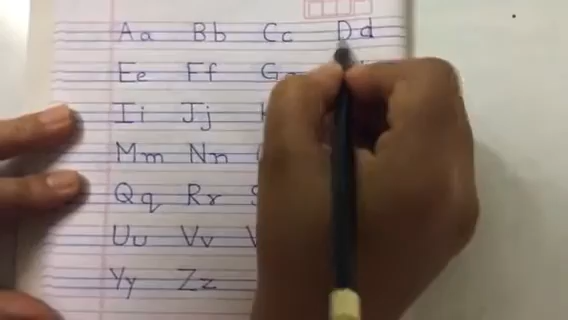 Aa Bb Cc Dd
Ee Ff
Ii Jj
Mm Nn
Qq Rr
Uu Vv
Yy Zz